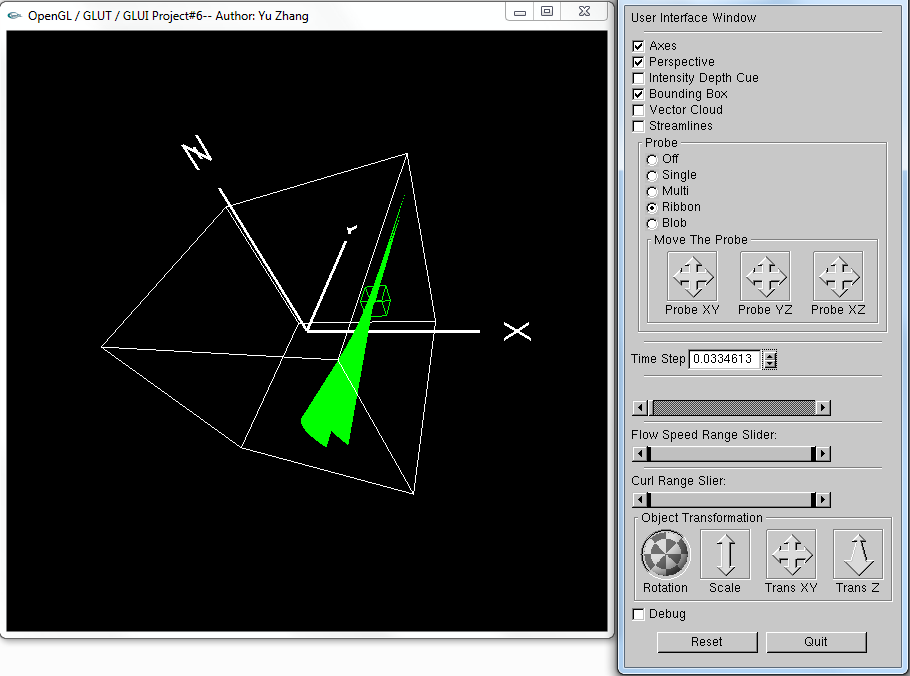 OpenGL / GLUT / GLUI Project#6-- Author: Yu Zhang
Z
Y
X
User Interface Window
Axes
Perspective
Intensity Depth Cue
Bounding Box
Vector Cloud
Streamlines
Probe
Off
Single
Multi
Ribbon
Blob
Move The Probe
Probe XY Probe YZ Probe XZ
Time Step 0.0334613
Flow Speed Range Slider:
Curl Range Slier:
Object Transformation
Rotation Scale Trans XY Trans Z
Debug
Reset Quit